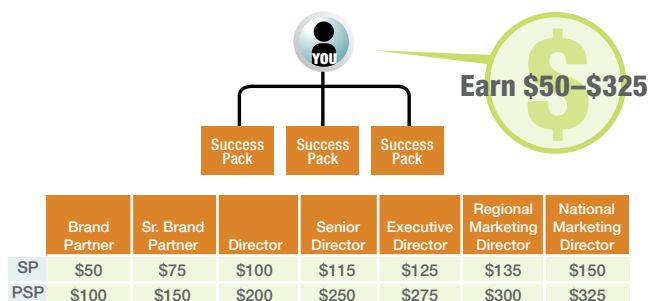 $
YOU
Earn $50–$325
Success Pack
Success Pack
Success Pack
Brand Partner
Sr. Brand Partner
Director
Senior Director
Executive Director
Regional Marketing Director
National Marketing Director
SP $50 $75 $100 $115 $125 $135 $150
PSP $100 $150 $200 $250 $275 $300 $325